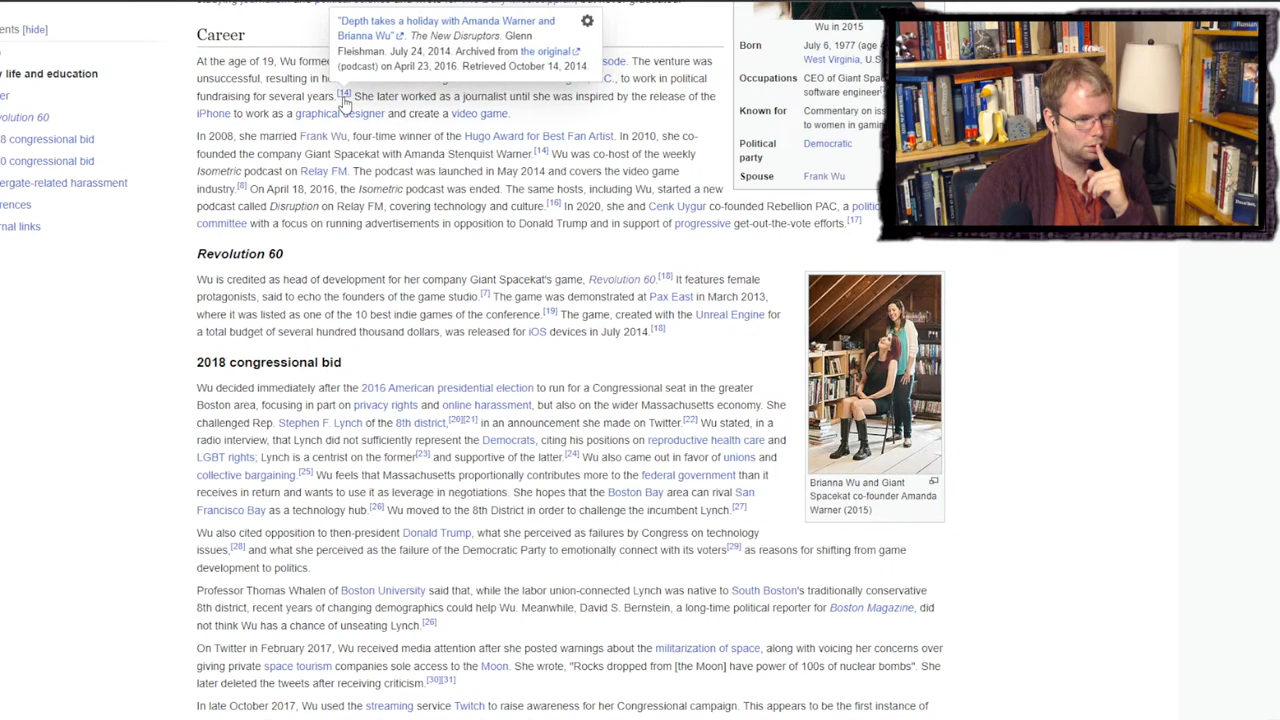 "Depth takes a holiday with Amanda Warner and
Brianna Wu". The New Disruptors. Glenn
Fleishman. July 24, 2014. Archived from the original
(podcast) on April 23, 2016. Retrieved October 14, 2014.
ents [hide]
y life and education
er
volution 60
8 congressional bid
0 congressional bid
ergate-related harassment
rences
nal links
Career
At the age of 19, Wu formed
sode. The venture was
unsuccessful, resulting in
C., to work in political
fundraising for several years.[14] She later worked as a journalist until she was inspired by the release of the
iPhone to work as a graphical designer and create a video game.
In 2008, she married Frank Wu, four-time winner of the Hugo Award for Best Fan Artist. In 2010, she co-
founded the company Giant Spacekat with Amanda Stenquist Warner.[14] Wu was co-host of the weekly
Isometric podcast on Relay FM. The podcast was launched in May 2014 and covers the video game
industry.[8] On April 18, 2016, the Isometric podcast was ended. The same hosts, including Wu, started a new
podcast called Disruption on Relay FM, covering technology and culture.[16] In 2020, she and Cenk Uygur co-founded Rebellion PAC, a politi
committee with a focus on running advertisements in opposition to Donald Trump and in support of progressive get-out-the-vote efforts.[17]
Wu in 2015
Born July 6, 1977 (age
West Virginia, U.S
Occupations CEO of Giant Spa
software engineer
Known for Commentary on is
to women in gamin
Political
party Democratic
Spouse Frank Wu
Revolution 60
Wu is credited as head of development for her company Giant Spacekat's game, Revolution 60.[18] It features female
protagonists, said to echo the founders of the game studio.[7] The game was demonstrated at Pax East in March 2013,
where it was listed as one of the 10 best indie games of the conference.[19] The game, created with the Unreal Engine for
a total budget of several hundred thousand dollars, was released for iOS devices in July 2014.[18]
2018 congressional bid
Wu decided immediately after the 2016 American presidential election to run for a Congressional seat in the greater
Boston area, focusing in part on privacy rights and online harassment, but also on the wider Massachusetts economy. She
challenged Rep. Stephen F. Lynch of the 8th district,[20][21] in an announcement she made on Twitter.[22] Wu stated, in a
radio interview, that Lynch did not sufficiently represent the Democrats, citing his positions on reproductive health care and
LGBT rights; Lynch is a centrist on the former[23] and supportive of the latter.[24] Wu also came out in favor of unions and
collective bargaining.[25] Wu feels that Massachusetts proportionally contributes more to the federal government than it
receives in return and wants to use it as leverage in negotiations. She hopes that the Boston Bay area can rival San
Francisco Bay as a technology hub.[26] Wu moved to the 8th District in order to challenge the incumbent Lynch.[27]
Brianna Wu and Giant
Spacekat co-founder Amanda
Warner (2015)
Wu also cited opposition to then-president Donald Trump, what she perceived as failures by Congress on technology
issues,[28] and what she perceived as the failure of the Democratic Party to emotionally connect with its voters[29] as reasons for shifting from game
development to politics.
Professor Thomas Whalen of Boston University said that, while the labor union-connected Lynch was native to South Boston's traditionally conservative
8th district, recent years of changing demographics could help Wu. Meanwhile, David S. Bernstein, a long-time political reporter for Boston Magazine, did
not think Wu has a chance of unseating Lynch.[26]
On Twitter in February 2017, Wu received media attention after she posted warnings about the militarization of space, along with voicing her concerns over
giving private space tourism companies sole access to the Moon. She wrote, "Rocks dropped from [the Moon] have power of 100s of nuclear bombs". She
later deleted the tweets after receiving criticism.[30][31]
In late October 2017, Wu used the streaming service Twitch to raise awareness for her Congressional campaign. This appears to be the first instance of